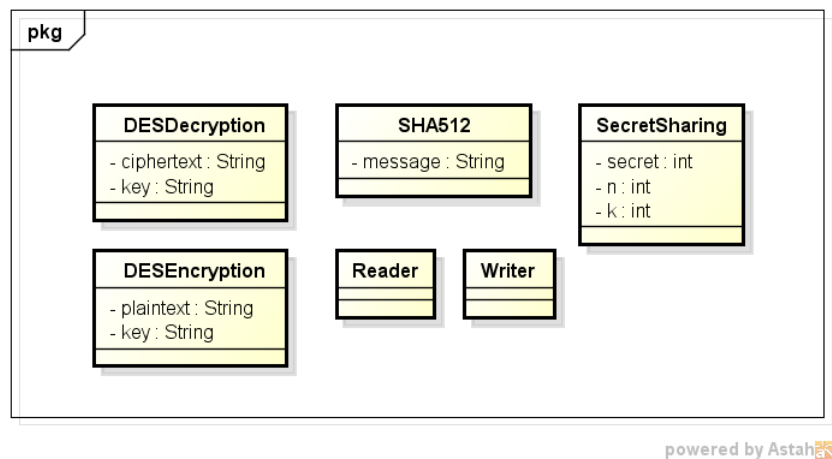 pkg
DESDecryption
- ciphertext : String
- key : String
SHA512
- message : String
SecretSharing
- secret : int
- n : int
- k : int
DESEncryption
- plaintext : String
- key : String
Reader
Writer
powered by Astah